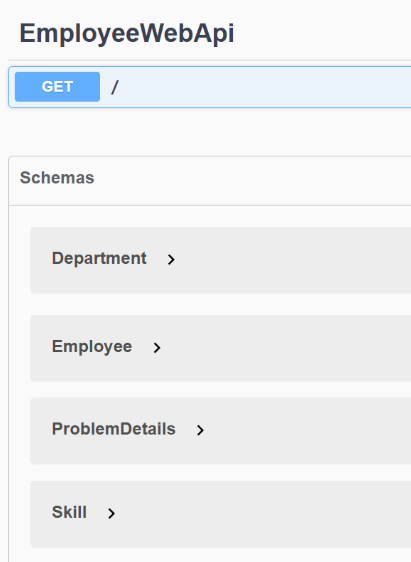 EmployeeWebApi
GET /
Schemas
Department
Employee
ProblemDetails
Skill